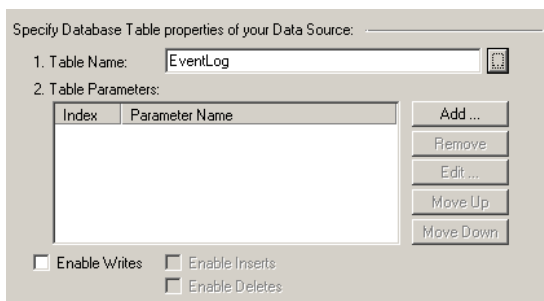 Specify Database Table properties of your Data Source:
1. Table Name: EventLog
2. Table Parameters:
Index Parameter Name
Add ...
Remove
Edit ...
Move Up
Move Down
Enable Writes Enable Inserts
Enable Deletes